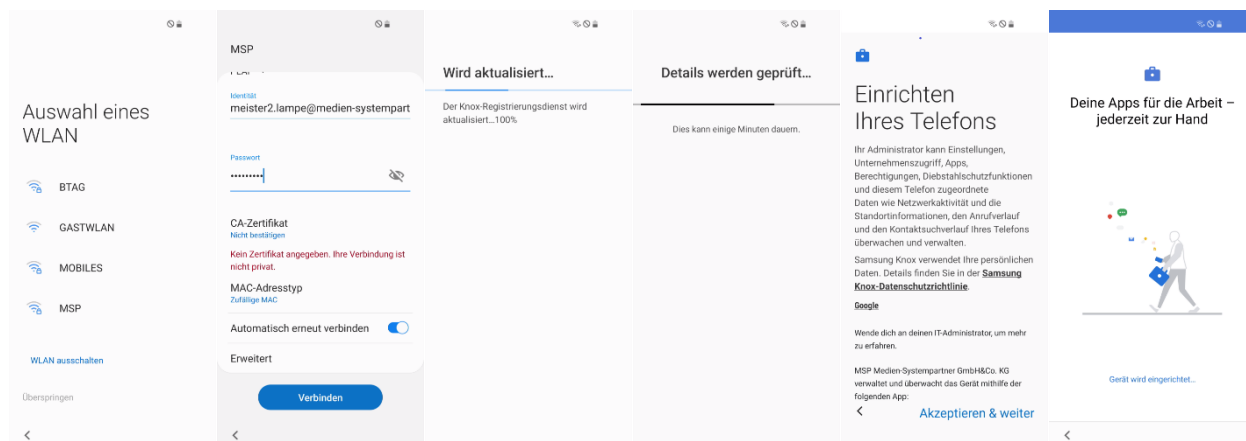 Auswahl eines
WLAN
BTAG
GASTWLAN
MOBILES
MSP
WLAN ausschalten
Überspringen
MSP
Identität
meister2.lampe@medien-systempart
Passwort
•••••••••
CA-Zertifikat
Nicht bestätigen
Kein Zertifikat angegeben. Ihre Verbindung ist
nicht privat.
MAC-Adresstyp
Zufällige MAC
Automatisch erneut verbinden
Erweitert
Verbinden
Wird aktualisiert...
Der Knox-Registrierungsdienst wird
aktualisiert...100%
Details werden geprüft...
Dies kann einige Minuten dauern.
Einrichten
Ihres Telefons
Ihr Administrator kann Einstellungen,
Unternehmenszugriff, Apps,
Berechtigungen, Diebstahlschutzfunktionen
und diesem Telefon zugeordnete
Daten wie Netzwerkaktivität und die
Standortinformationen, den Anrufverlauf
und den Kontaktsuchverlauf Ihres Telefons
überwachen und verwalten.
Samsung Knox verwendet Ihre persönlichen
Daten. Details finden Sie in der Samsung
Knox-Datenschutzrichtlinie.
Google
Wende dich an deinen IT-Administrator, um mehr
zu erfahren.
MSP Medien-Systempartner GmbH&Co. KG
verwaltet und überwacht das Gerät mithilfe der
folgenden App:
Akzeptieren & weiter
Deine Apps für die Arbeit –
jederzeit zur Hand
Gerät wird eingerichtet...